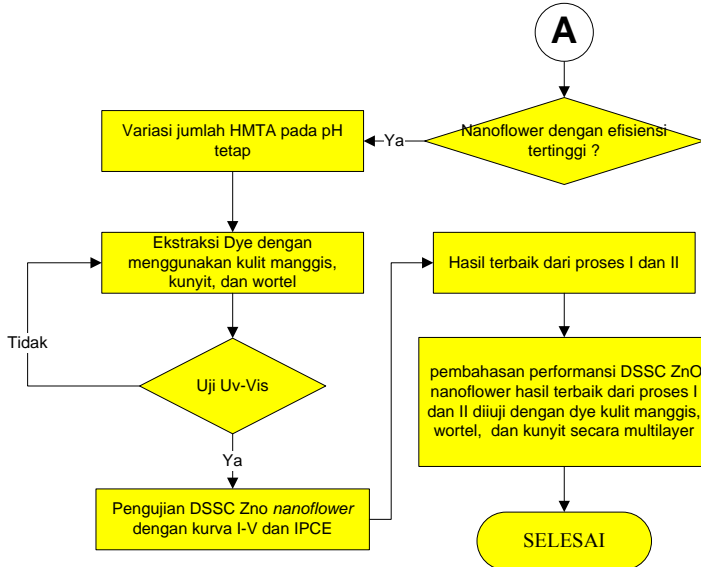 A
Nanoflower dengan efisiensi
tertinggi ?
Ya
Variasi jumlah HMTA pada pH
tetap
Ekstraksi Dye dengan
menggunakan kulit manggis,
kunyit, dan wortel
Tidak
Uji Uv-Vis
Ya
Pengujian DSSC Zno nanoflower
dengan kurva I-V dan IPCE
Hasil terbaik dari proses I dan II
pembahasan performansi DSSC ZnO
nanoflower hasil terbaik dari proses I
dan II diiuji dengan dye kulit manggis,
wortel, dan kunyit secara multilayer
SELESAI